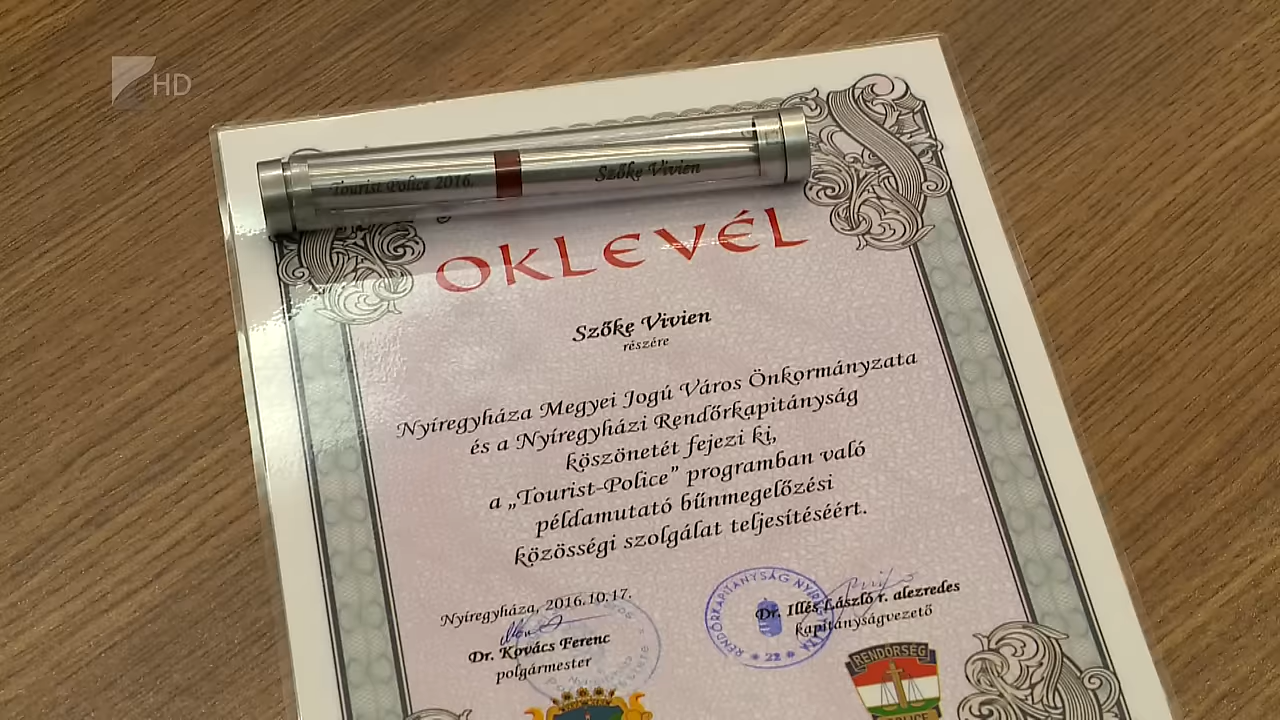 HD
Tourist Police 2016. Szőke Vivien
OKLEVÉL
Szőke Vivien
részére
Nyíregyháza Megyei Jogú Város Önkormányzata
és a Nyíregyházi Rendőrkapitányság
köszönetét fejezi ki,
a „Tourist-Police” programban való
példamutató bűnmegelőzési
közösségi szolgálat teljesítéséért.
Nyíregyháza, 2016.10.17.
Dr. Kovács Ferenc
polgármester
RENDŐRKAPITÁNYSÁG
22
Dr. Illés László r. alezredes
kapitányságvezető
RENDŐRSÉG
POLICE